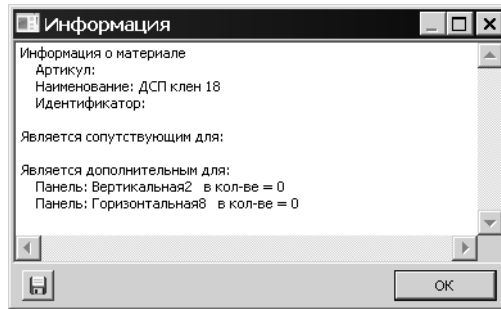 Информация
Информация о материале
Артикул:
Наименование: ДСП клен 18
Идентификатор:
Является сопутствующим для:
Является дополнительным для:
Панель: Вертикальная2 в кол-ве = 0
Панель: Горизонтальная8 в кол-ве = 0
ОК